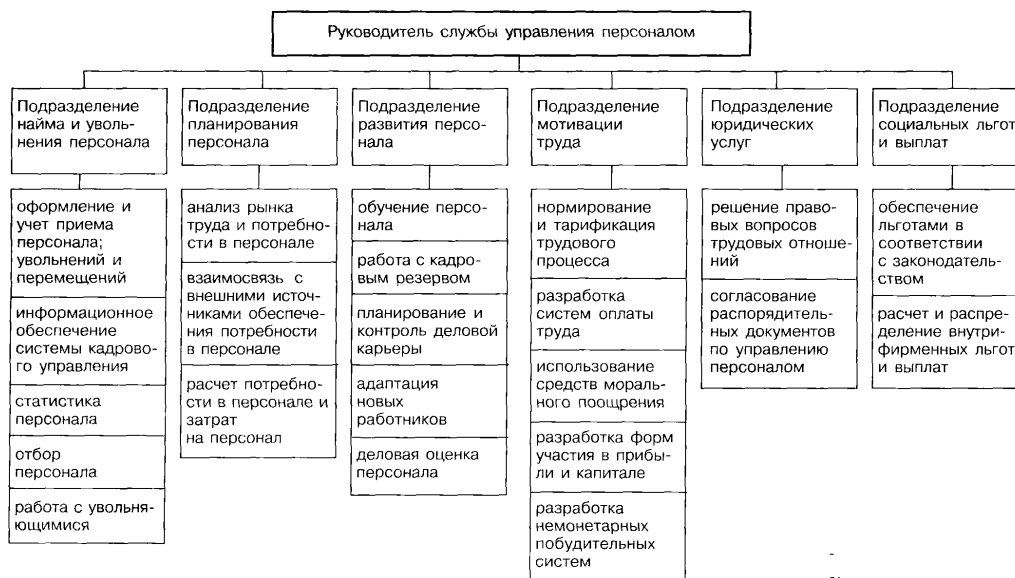 Руководитель службы управления персоналом
Подразделение
найма и уволь-
нения персонала
Подразделение
планирования
персонала
Подразделение
развития персо-
нала
Подразделение
мотивации
труда
Подразделение
юридических
услуг
Подразделение
социальных льгот
и выплат
оформление и
учет приема
персонала;
увольнений и
перемещений
информационное
обеспечение
системы кадрово-
го управления
статистика
персонала
отбор
персонала
работа с увольня-
ющимися
анализ рынка
труда и потребно-
сти в персонале
взаимосвязь с
внешними источ-
никами обеспече-
ния потребности
в персонале
расчет потребно-
сти в персонале и
затрат
на персонал
обучение персо-
нала
работа с кадро-
вым резервом
планирование и
контроль деловой
карьеры
адаптация
новых
работников
деловая оценка
персонала
нормирование
и тарификация
трудового
процесса
разработка
систем оплаты
труда
использование
средств мораль-
ного поощрения
разработка форм
участия в прибы-
ли и капитале
разработка
немонетарных
побудительных
систем
решение право-
вых вопросов
трудовых отноше-
ний
согласование
распорядитель-
ных документов
по управлению
персоналом
обеспечение
льготами в
соответствии
с законодатель-
ством
расчет и распре-
деление внутри-
фирменных льгот
и выплат